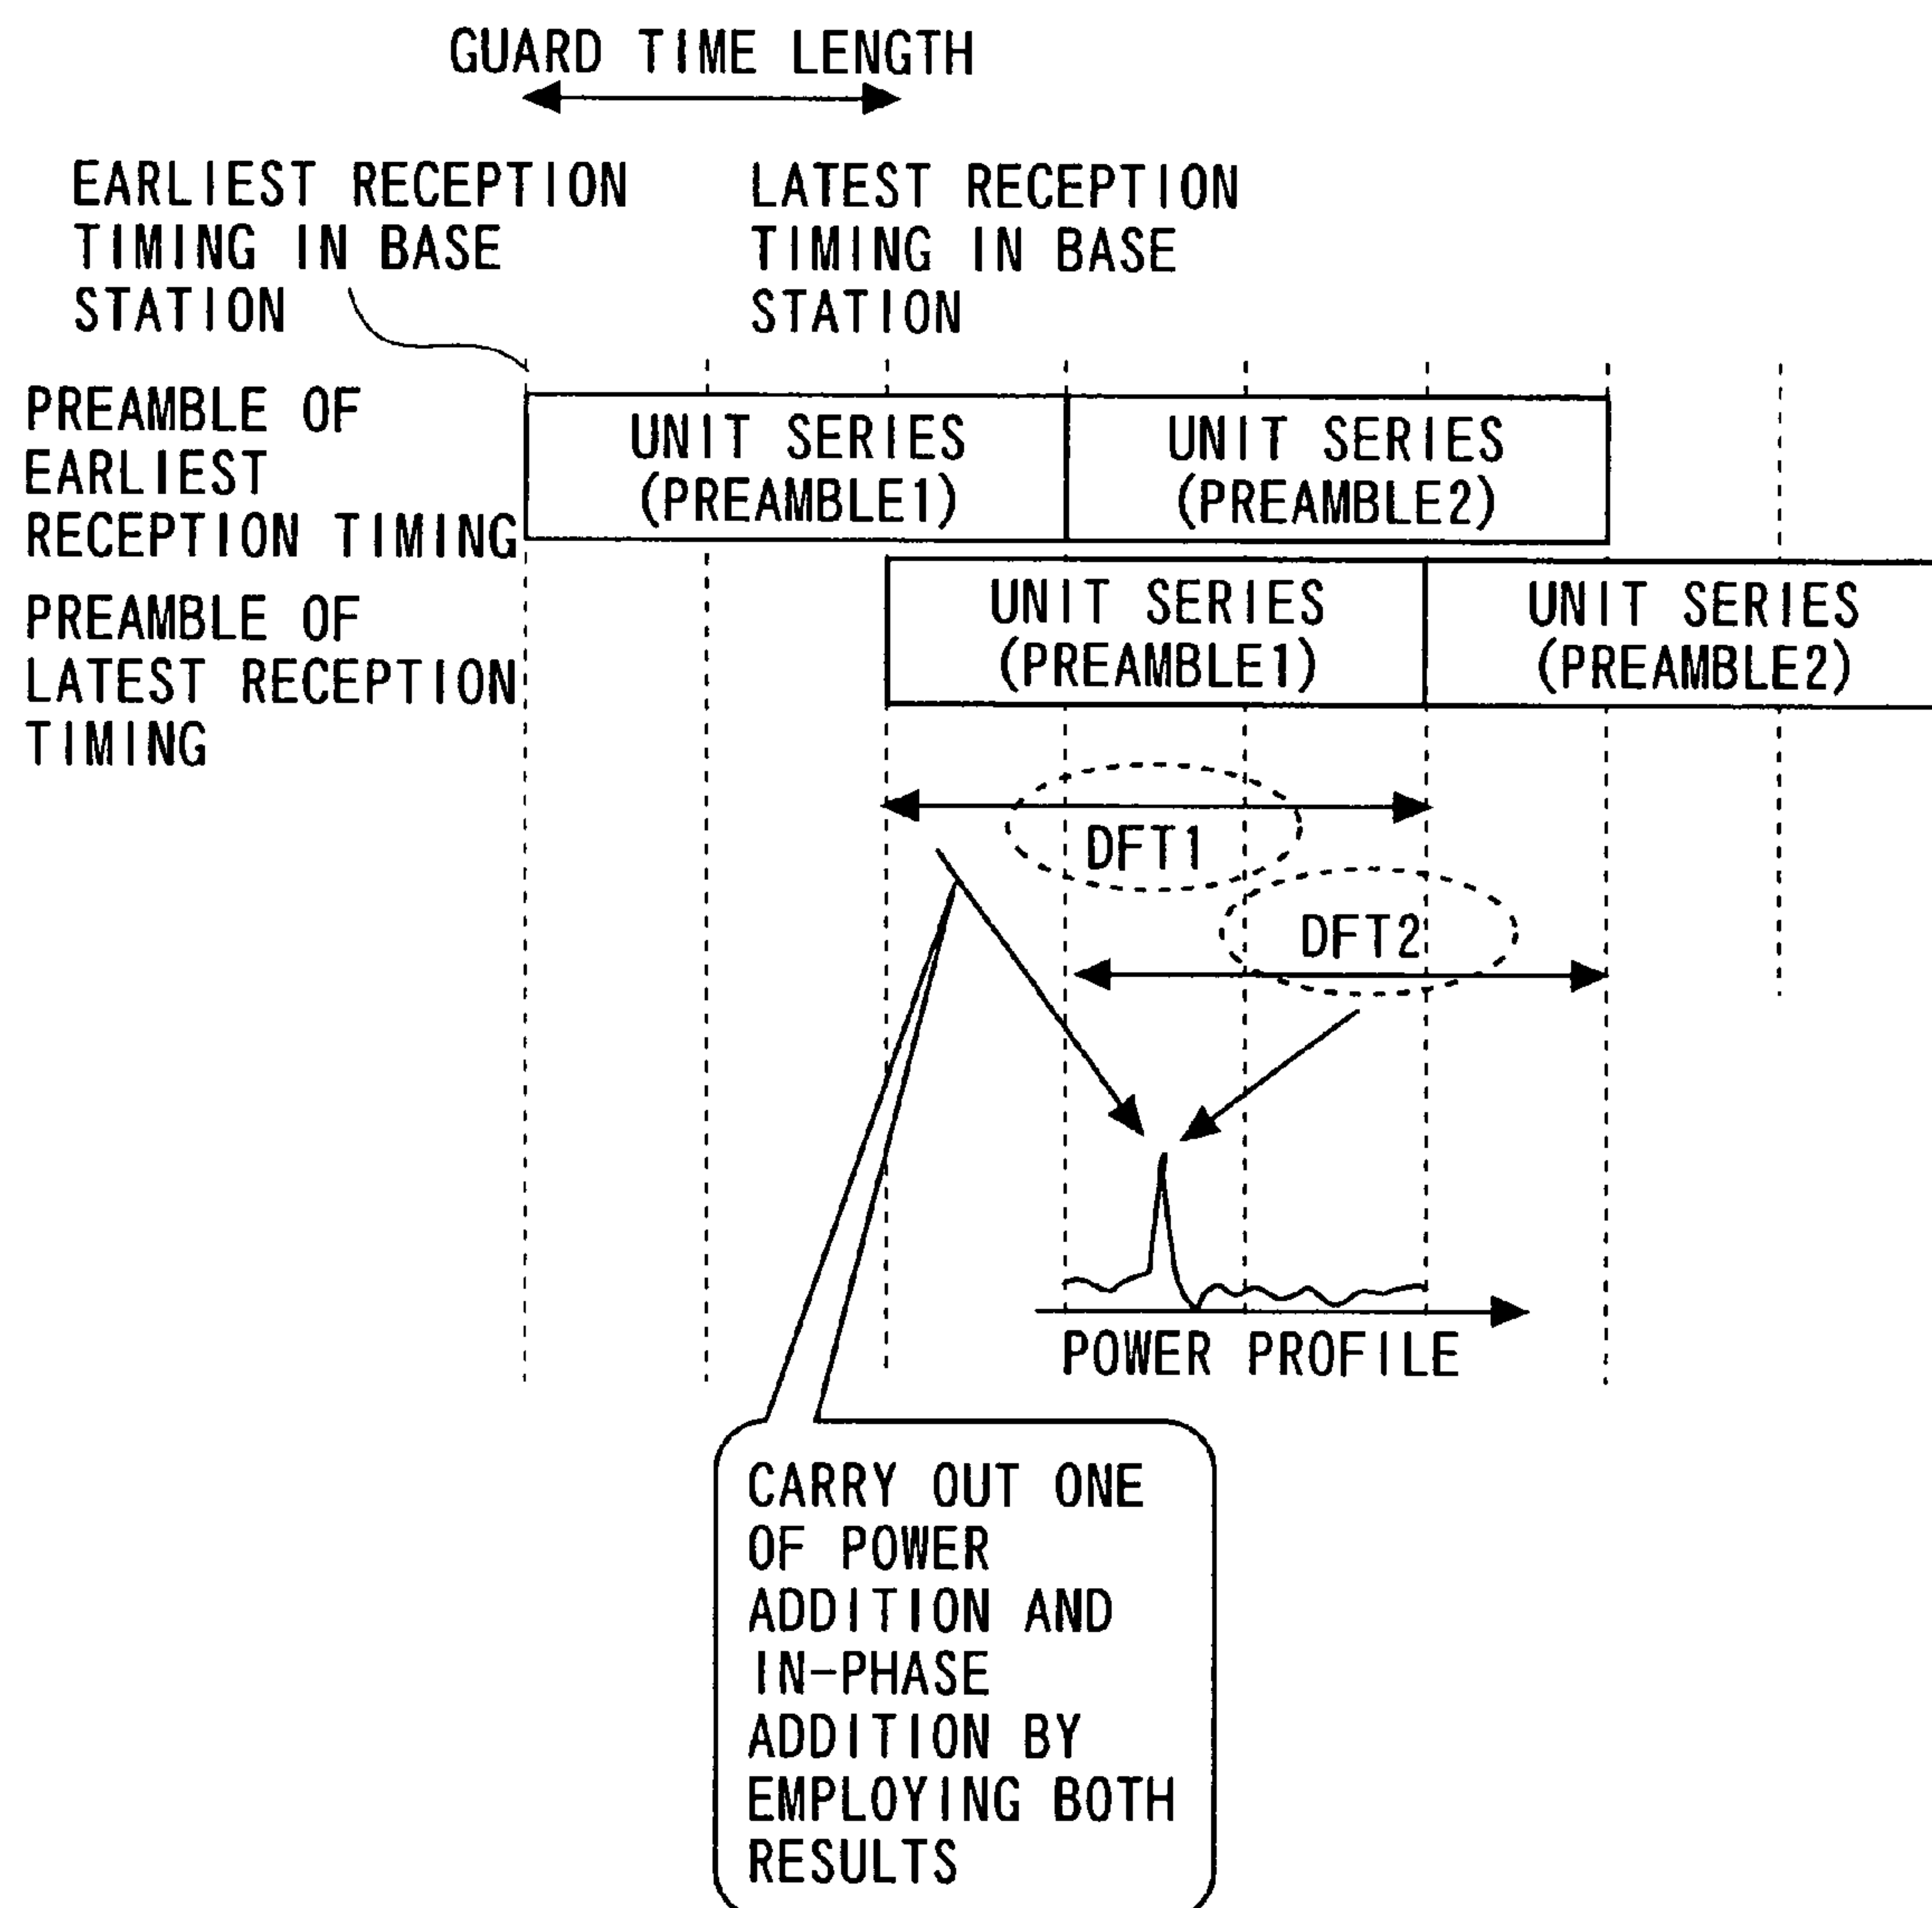 GUARD TIME LENGTH
EARLIEST RECEPTION
TIMING IN BASE
STATION
LATEST RECEPTION
TIMING IN BASE
STATION
PREAMBLE OF
EARLIEST
RECEPTION TIMING
UNIT SERIES
(PREAMBLE1)
UNIT SERIES
(PREAMBLE2)
PREAMBLE OF
LATEST RECEPTION
TIMING
UNIT SERIES
(PREAMBLE1)
UNIT SERIES
(PREAMBLE2)
DFT1
DFT2
POWER PROFILE
CARRY OUT ONE
OF POWER
ADDITION AND
IN-PHASE
ADDITION BY
EMPLOYING BOTH
RESULTS